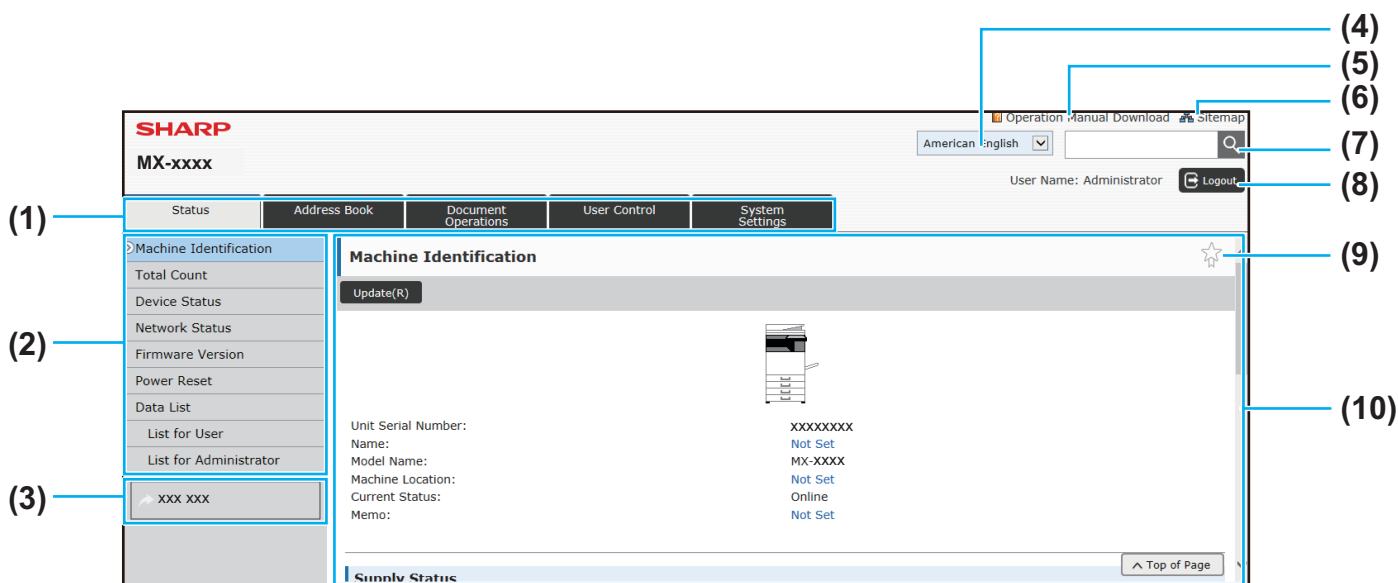 (4)
(5)
(6)
Operation Manual Download Sitemap
SHARP
American English
(7)
MX-xxxx
User Name: Administrator Logout
(8)
(1)
Status Address Book Document Operations User Control System Settings
Machine Identification
Machine Identification
(9)
Total Count
Update(R)
Device Status
Network Status
(2)
Firmware Version
Power Reset
Data List
(10)
List for User
Unit Serial Number: XXXXXXXX
Name: Not Set
List for Administrator
Model Name: MX-XXXX
Machine Location: Not Set
(3)
XXX XXX
Current Status: Online
Memo: Not Set
Top of Page
Supply Status